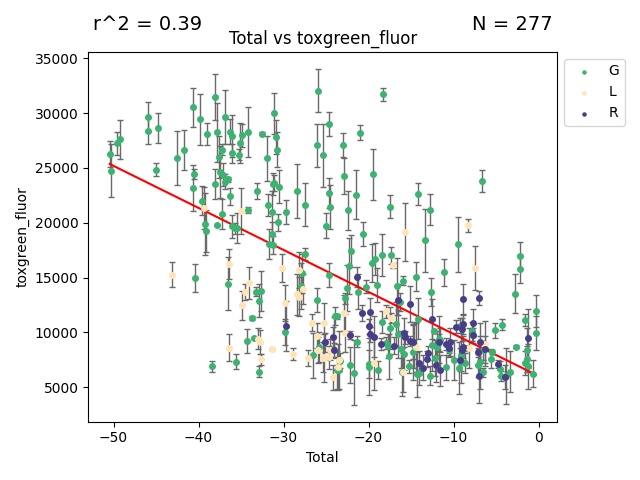 r^2 = 0.39
N = 277
Total vs toxgreen_fluor
35000
30000
25000
20000
15000
10000
5000
toxgreen_fluor
−50
−40
−30
−20
−10
0
Total
G
L
R